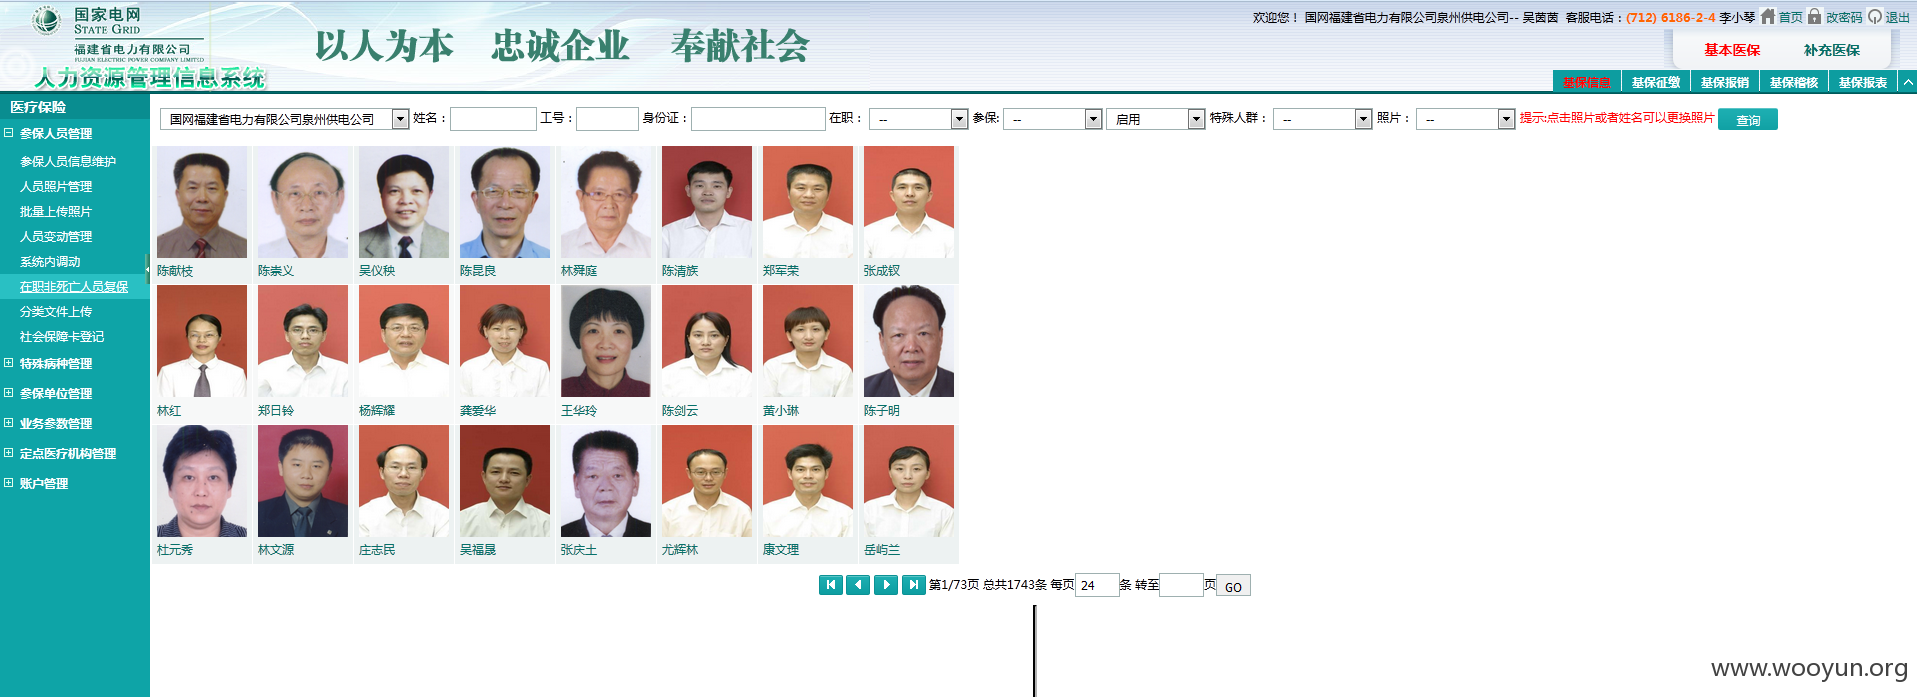 国家电网
STATE GRID
福建省电力有限公司
FUJIAN ELECTRIC POWER COMPANY LIMITED
人力资源管理信息系统
以人为本 忠诚企业 奉献社会
欢迎您！ 国网福建省电力有限公司泉州供电公司-- 吴茵茵 客服电话：(712) 6186-2-4 李小琴 首页 改密码 退出
基本医保 补充医保
基保信息 基保征缴 基保报销 基保稽核 基保报表
医疗保险
参保人员管理
参保人员信息维护
人员照片管理
批量上传照片
人员变动管理
系统内调动
在职非死亡人员复保
分类文件上传
社会保障卡登记
特殊病种管理
参保单位管理
业务参数管理
定点医疗机构管理
账户管理
国网福建省电力有限公司泉州供电公司 姓名： 工号： 身份证： 在职： -- 参保: -- 启用 特殊人群： -- 照片： -- 提示:点击照片或者姓名可以更换照片 查询
陈献枝 陈崇义 吴仪秧 陈昆良 林舜庭 陈清族 郑军荣 张成钗
林红 郑日铃 杨辉耀 龚爱华 王华玲 陈剑云 黄小琳 陈子明
杜元秀 林文源 庄志民 吴福晟 张庆土 尤辉林 康文理 岳屿兰
第1/73页 总共1743条 每页 24 条 转至 页 GO
www.wooyun.org